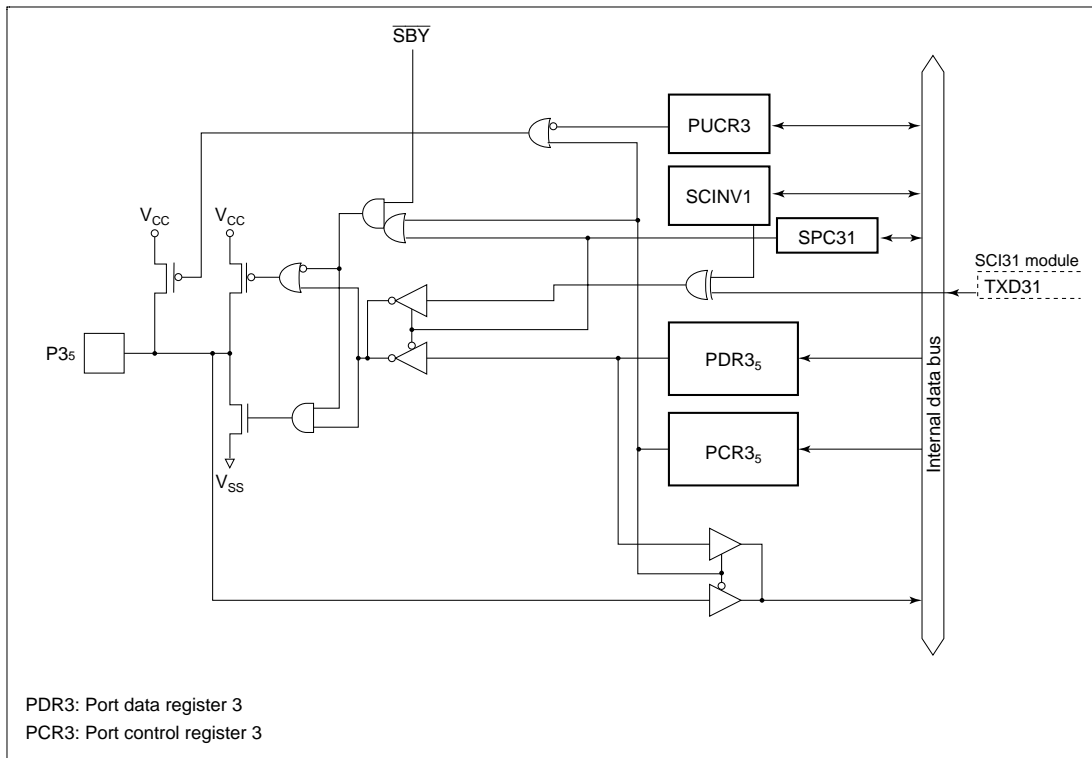 SBY
PUCR3
SCINV1
VCC VCC
SPC31
SCI31 module
TXD31
P35
PDR35
PCR35
VSS
Internal data bus
PDR3: Port data register 3
PCR3: Port control register 3